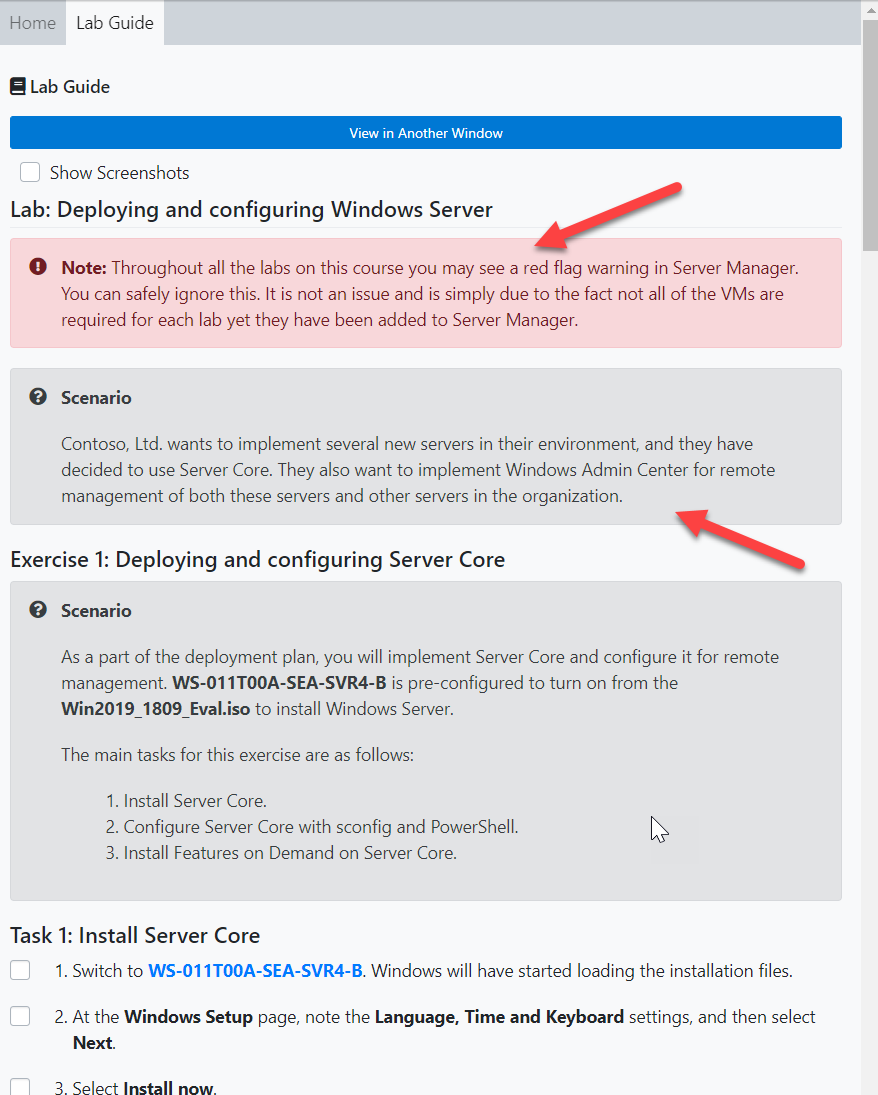 Home Lab Guide
Lab Guide
View in Another Window
Show Screenshots
Lab: Deploying and configuring Windows Server
Note: Throughout all the labs on this course you may see a red flag warning in Server Manager.
You can safely ignore this. It is not an issue and is simply due to the fact not all of the VMs are
required for each lab yet they have been added to Server Manager.
Scenario
Contoso, Ltd. wants to implement several new servers in their environment, and they have
decided to use Server Core. They also want to implement Windows Admin Center for remote
management of both these servers and other servers in the organization.
Exercise 1: Deploying and configuring Server Core
Scenario
As a part of the deployment plan, you will implement Server Core and configure it for remote
management. WS-011T00A-SEA-SVR4-B is pre-configured to turn on from the
Win2019_1809_Eval.iso to install Windows Server.
The main tasks for this exercise are as follows:
1. Install Server Core.
2. Configure Server Core with sconfig and PowerShell.
3. Install Features on Demand on Server Core.
Task 1: Install Server Core
1. Switch to WS-011T00A-SEA-SVR4-B. Windows will have started loading the installation files.
2. At the Windows Setup page, note the Language, Time and Keyboard settings, and then select
Next.
3. Select Install now.